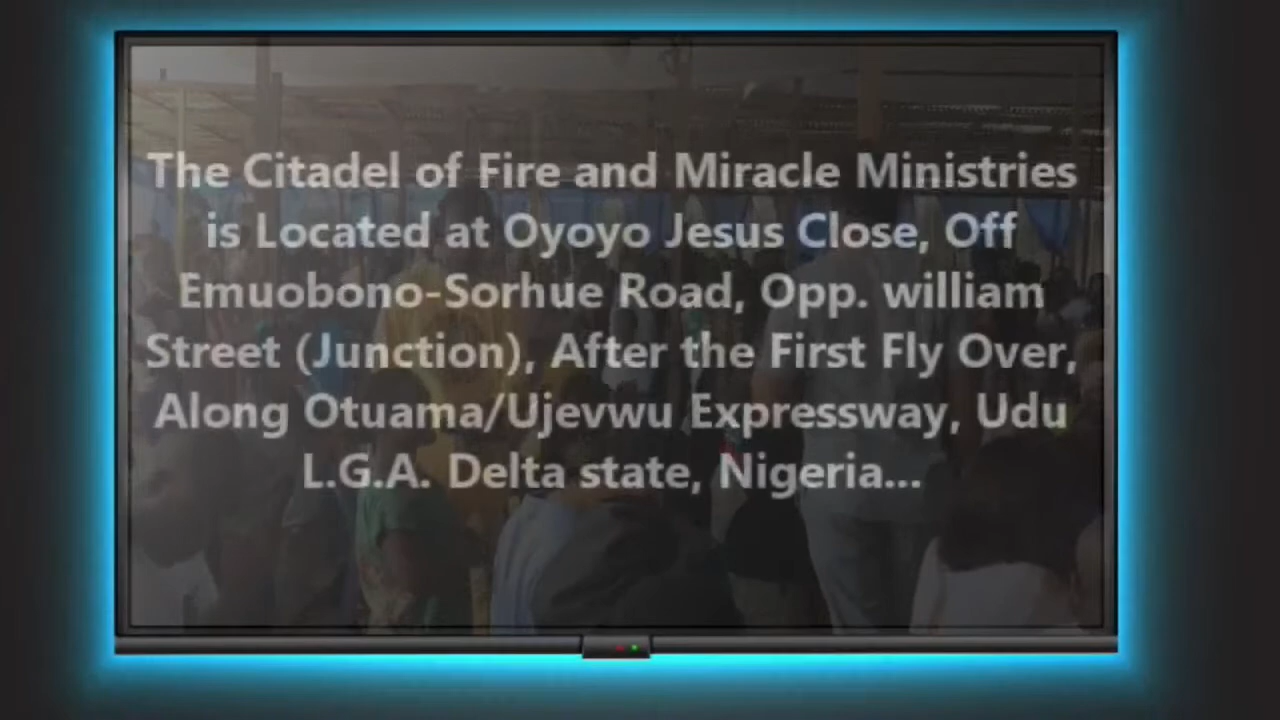 The Citadel of Fire and Miracle Ministries
is Located at Oyoyo Jesus Close, Off
Emuobono-Sorhue Road, Opp. william
Street (Junction), After the First Fly Over,
Along Otuama/Ujevwu Expressway, Udu
L.G.A. Delta state, Nigeria...